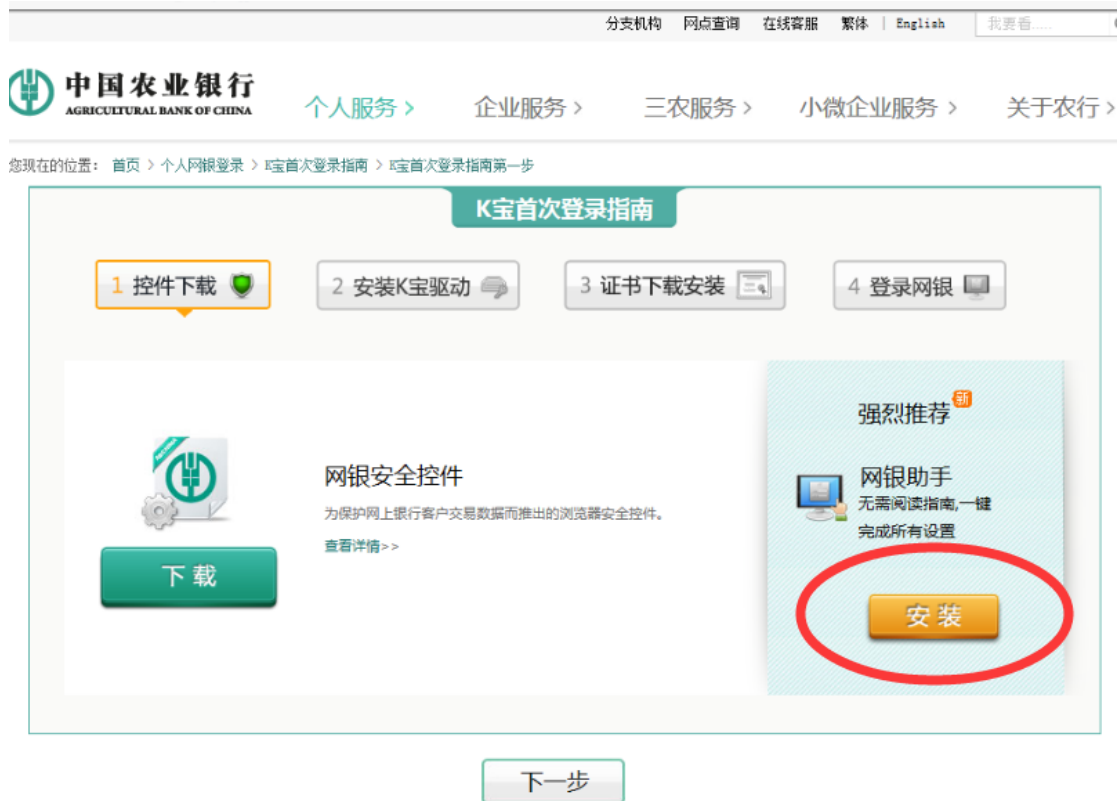 分支机构 网点查询 在线客服 繁体 | English 我要看.....
中国农业银行
AGRICULTURAL BANK OF CHINA
个人服务 > 企业服务 > 三农服务 > 小微企业服务 > 关于农行 >
您现在的位置： 首页 > 个人网银登录 > K宝首次登录指南 > K宝首次登录指南第一步
K宝首次登录指南
1 控件下载 2 安装K宝驱动 3 证书下载安装 4 登录网银
强烈推荐 新
网银安全控件
为保护网上银行客户交易数据而推出的浏览器安全控件。
查看详情>>
下载
网银助手
无需阅读指南,一键
完成所有设置
安装
下一步